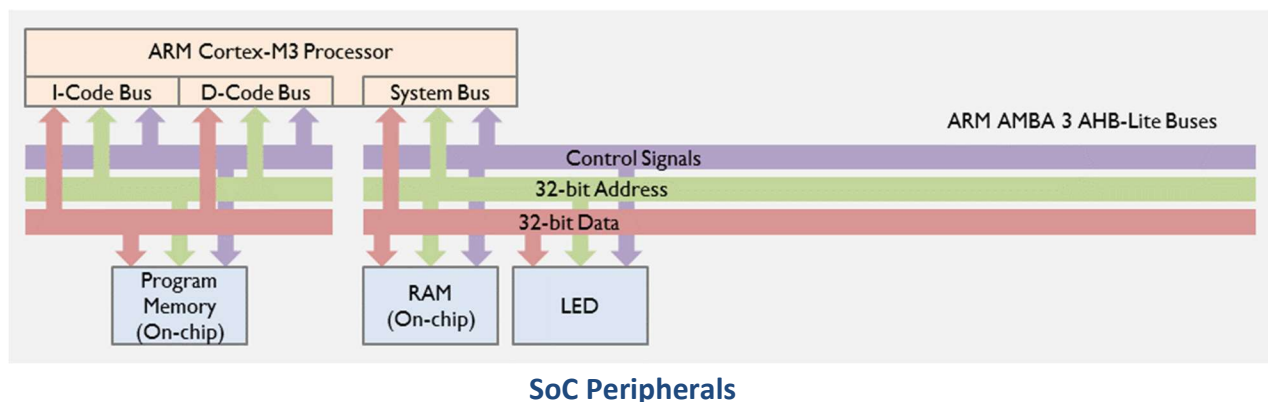 ARM Cortex-M3 Processor
I-Code Bus
D-Code Bus
System Bus
ARM AMBA 3 AHB-Lite Buses
Control Signals
32-bit Address
32-bit Data
Program
Memory
(On-chip)
RAM
(On-chip)
LED
SoC Peripherals